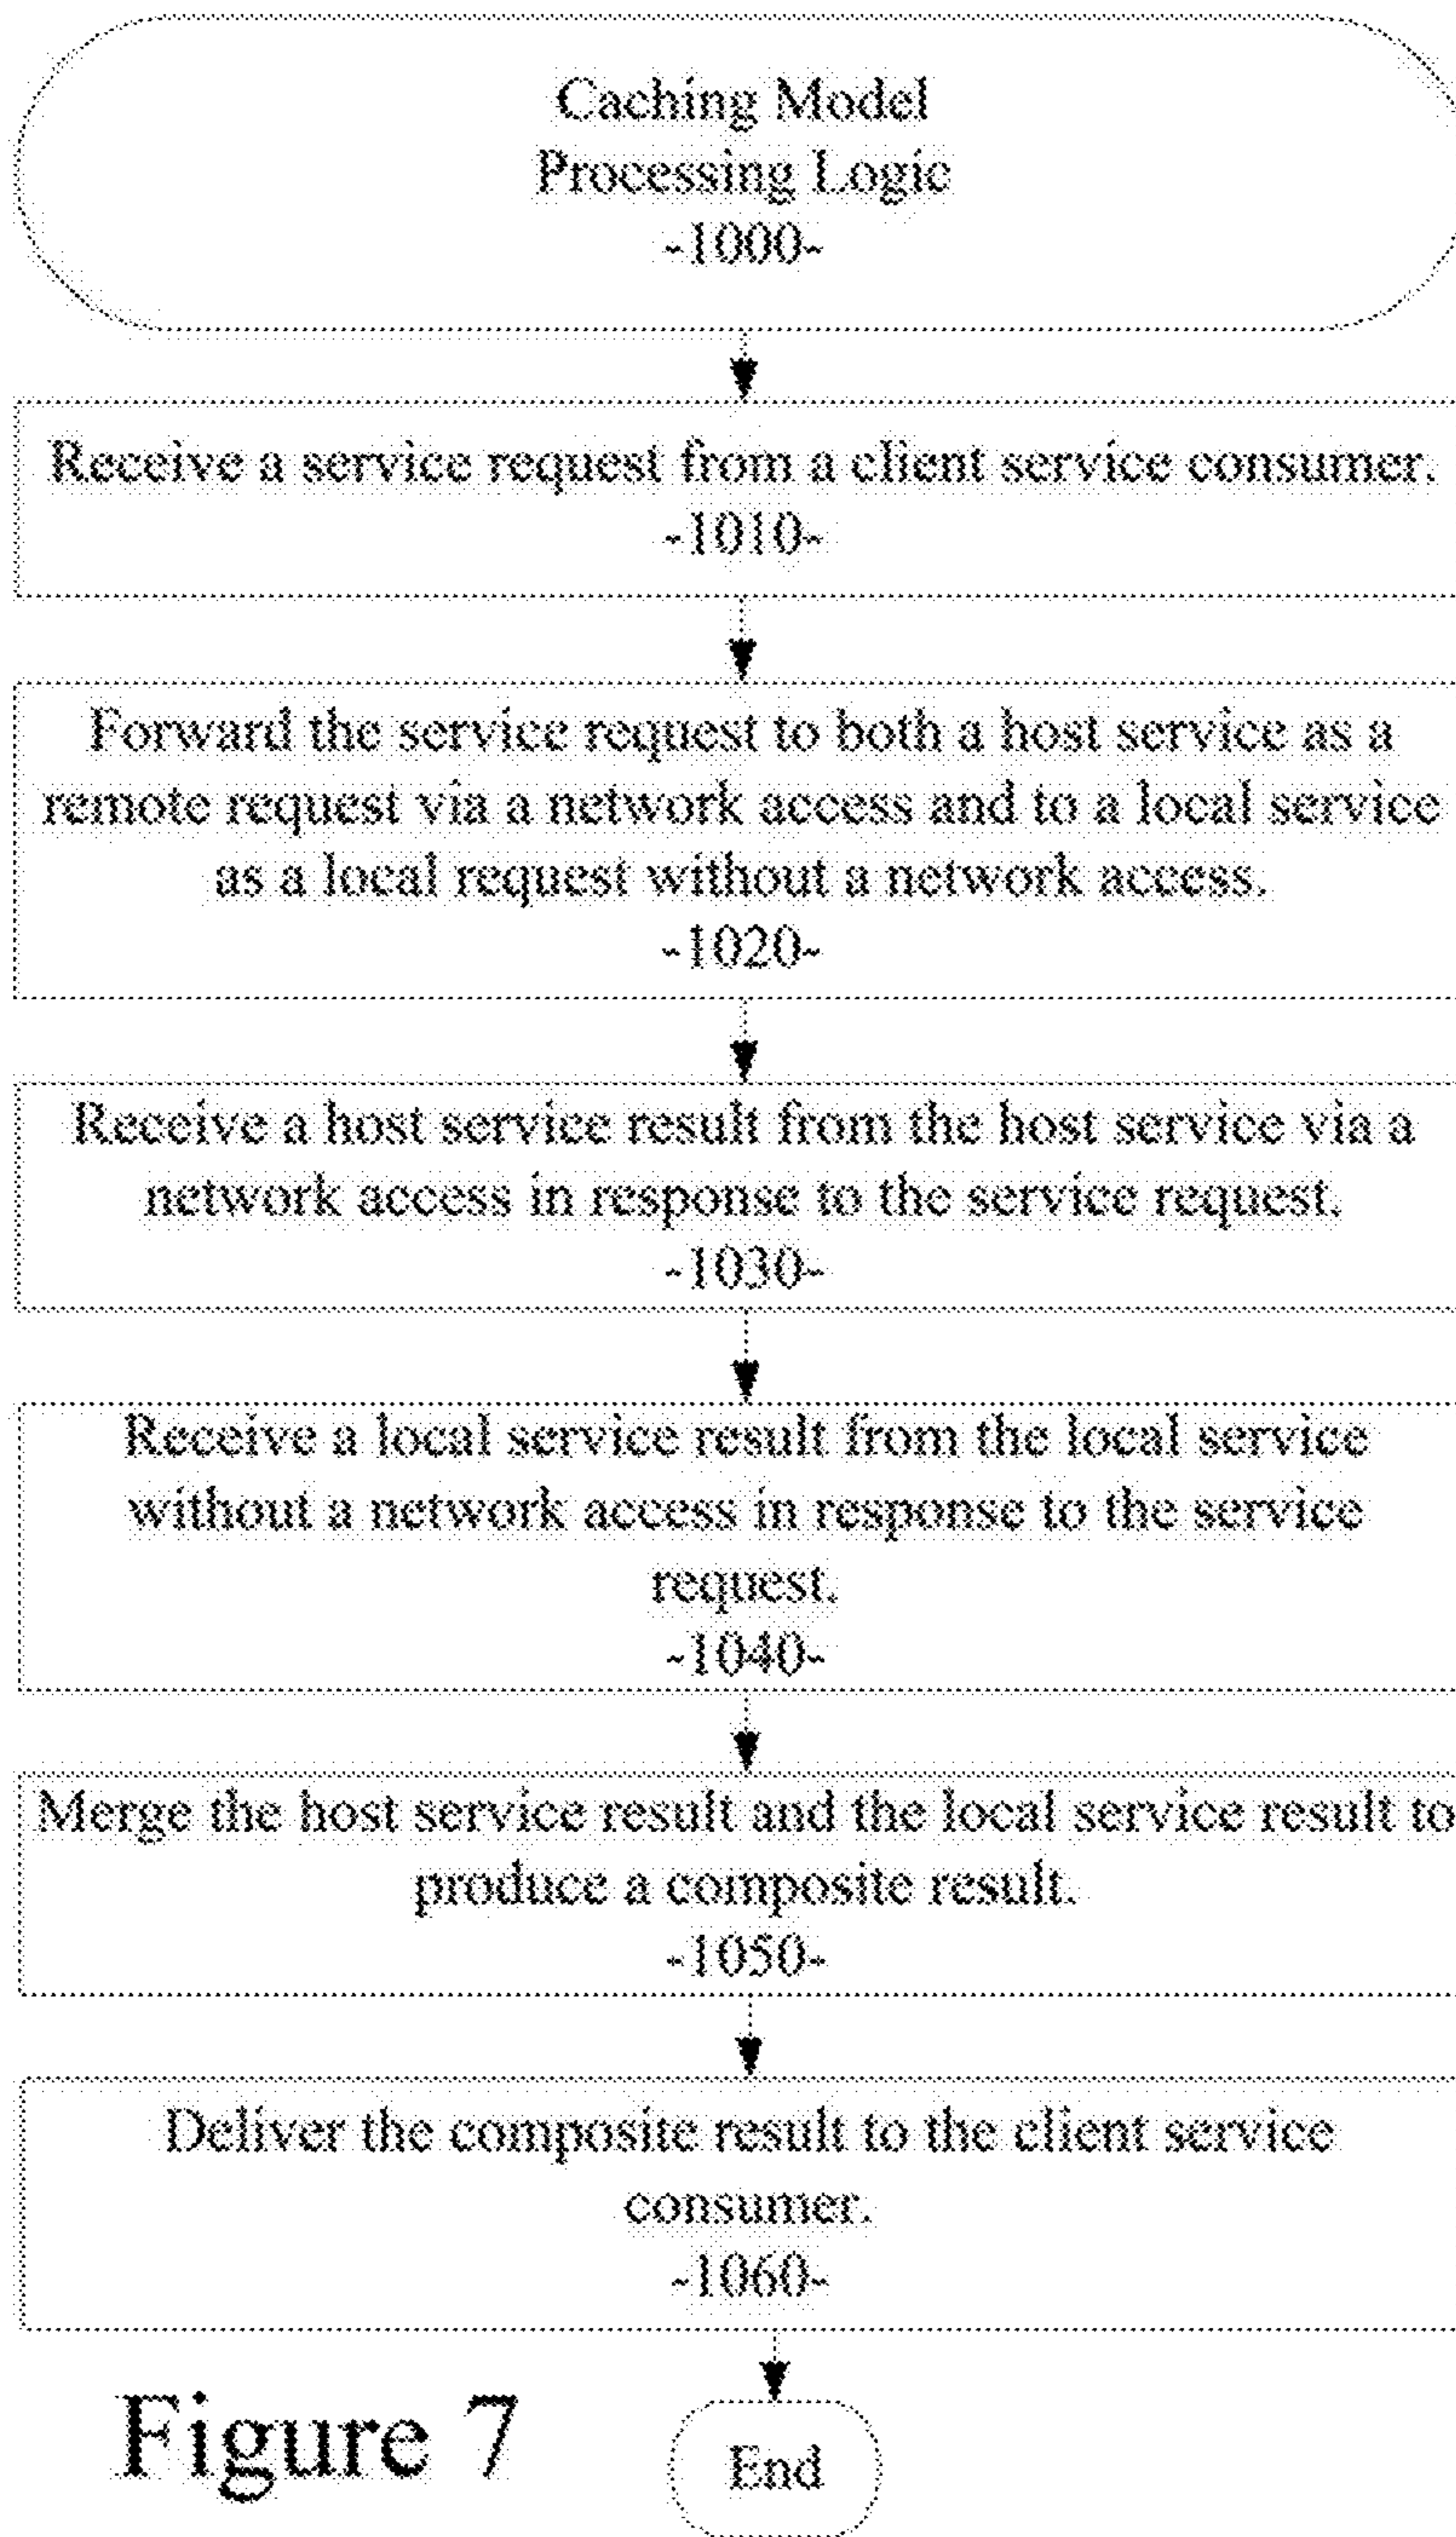 Caching Model
Processing Logic
-1000-
Receive a service request from a client service consumer.
-1010-
Forward the service request to both a host service as a
remote request via a network access and to a local service
as a local request without a network access.
-1020-
Receive a host service result from the host service via a
network access in response to the service request.
-1030-
Receive a local service result from the local service
without a network access in response to the service
request.
-1040-
Merge the host service result and the local service result to
produce a composite result.
-1050-
Deliver the composite result to the client service
consumer.
-1060-
Figure 7
End